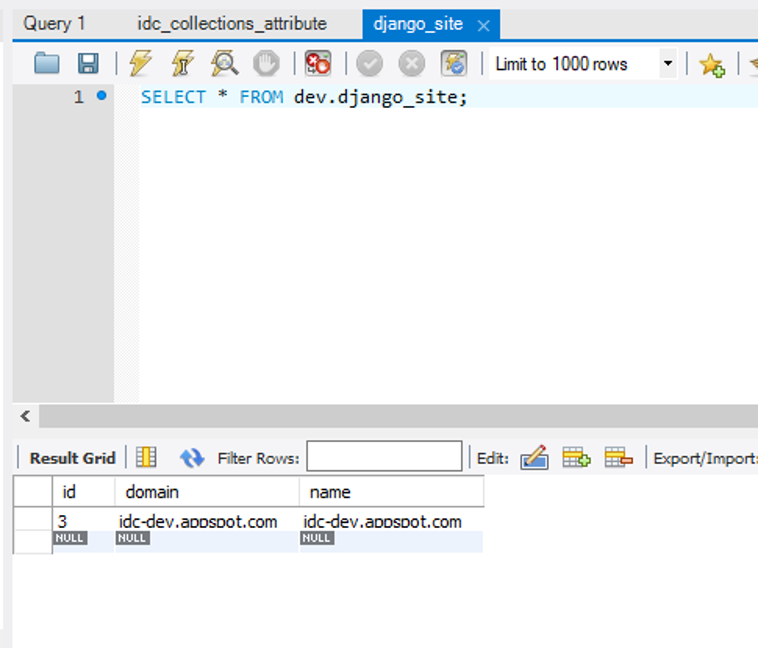 Query 1 idc_collections_attribute django_site
Limit to 1000 rows
1 SELECT * FROM dev.django_site;
Result Grid Filter Rows: Edit: Export/Import:
id domain name
3 idc-dev.appspot.com idc-dev.appspot.com
NULL NULL NULL